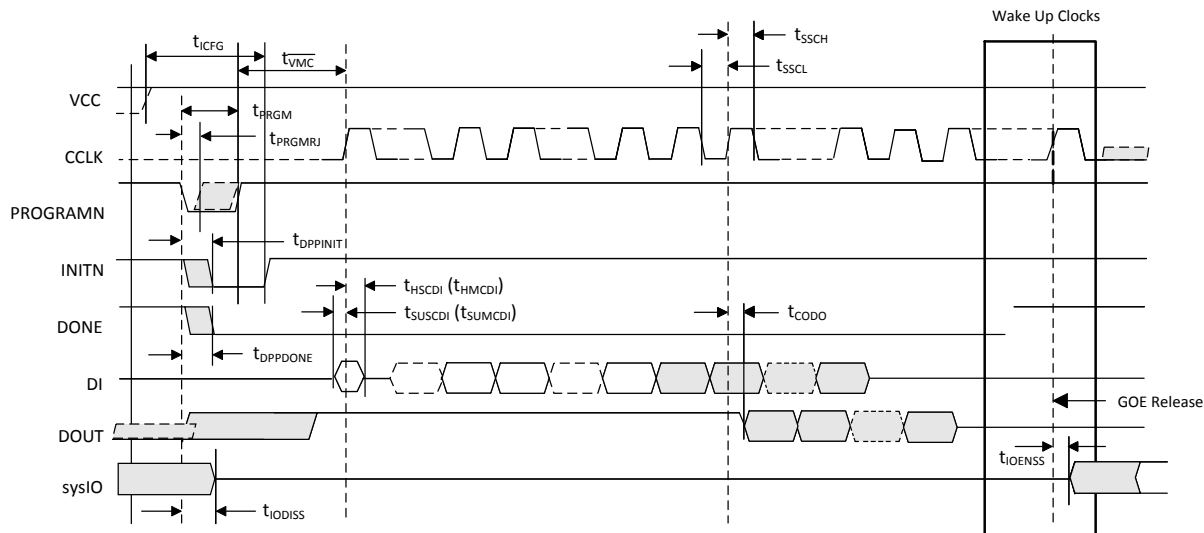 Wake Up Clocks
tICFG
tVMC
tSSCH
tSSCL
VCC
tPRGM
tPRGMRJ
CCLK
PROGRAMN
tDPPINIT
INITN
tHSCDI (tHMCDI)
tSUSCDI (tSUMCDI)
tCODO
DONE
tDPPDONE
DI
GOE Release
DOUT
tIOENSS
sysIO
tIODISS